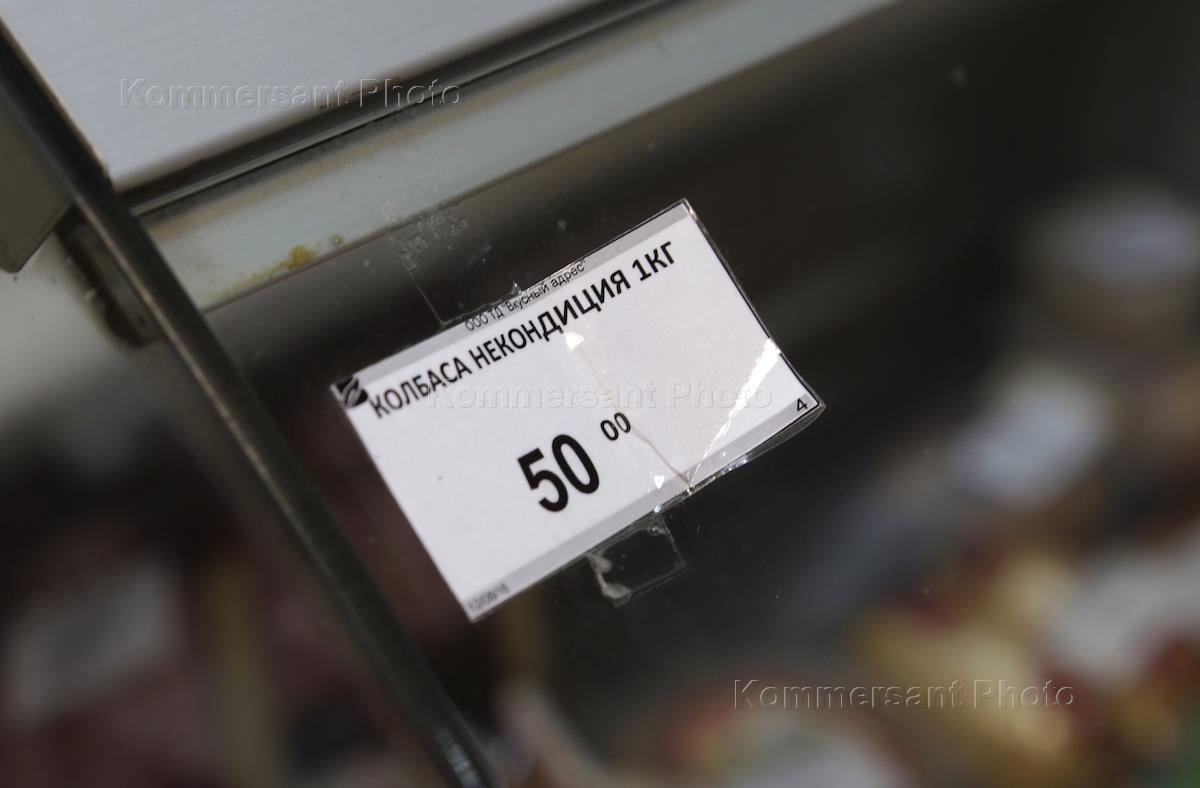 Kommersant Photo
ООО ТД "Вкусный адрес"
КОЛБАСА НЕКОНДИЦИЯ 1КГ
Kommersant Photo
50 00
4
Kommersant Photo